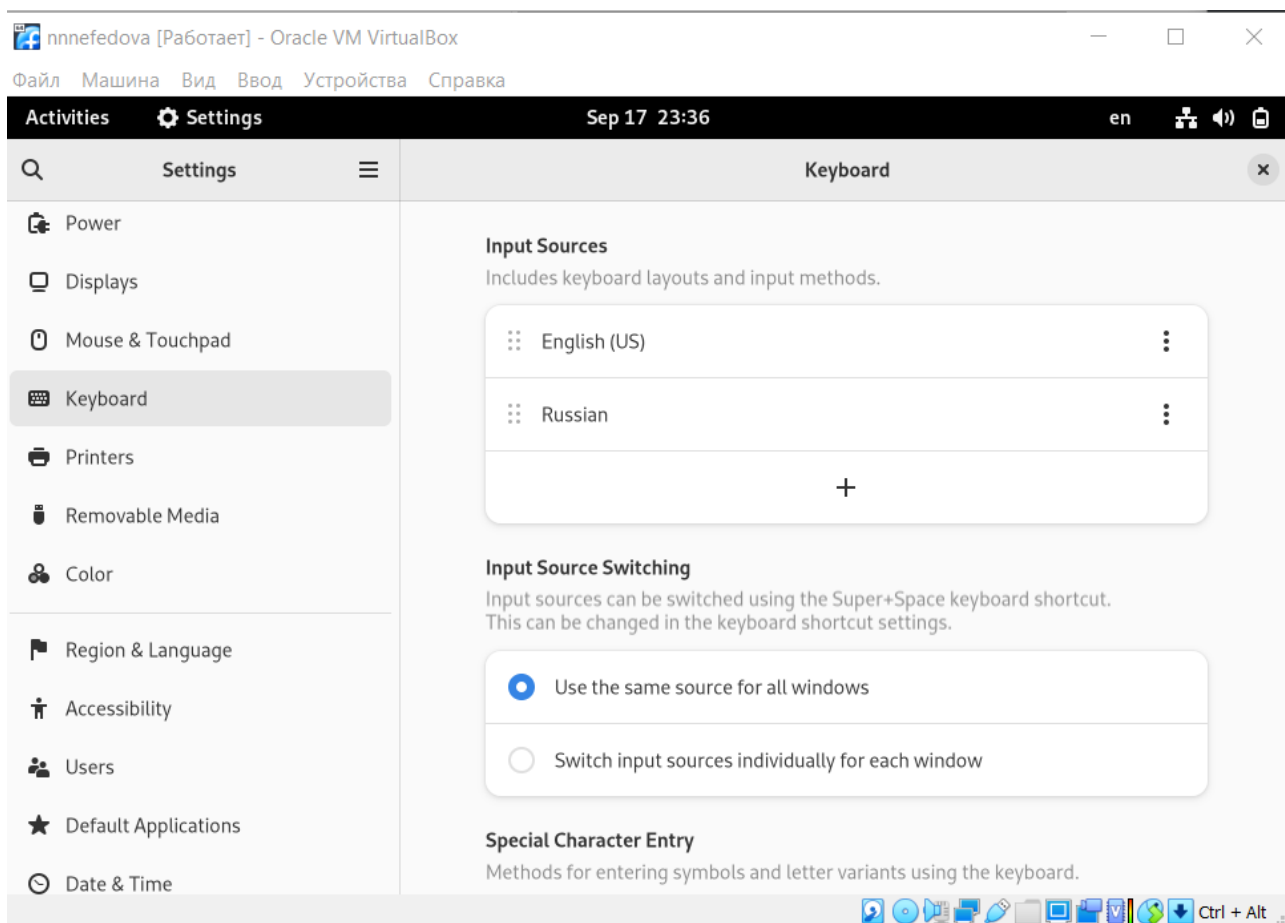 nnnefedova [Работает] - Oracle VM VirtualBox
Файл Машина Вид Ввод Устройства Справка
Activities Settings Sep 17 23:36 en
Settings Keyboard
Power
Displays
Mouse & Touchpad
Keyboard
Printers
Removable Media
Color
Region & Language
Accessibility
Users
Default Applications
Date & Time
Input Sources
Includes keyboard layouts and input methods.
English (US)
Russian
+
Input Source Switching
Input sources can be switched using the Super+Space keyboard shortcut.
This can be changed in the keyboard shortcut settings.
Use the same source for all windows
Switch input sources individually for each window
Special Character Entry
Methods for entering symbols and letter variants using the keyboard.
Ctrl + Alt